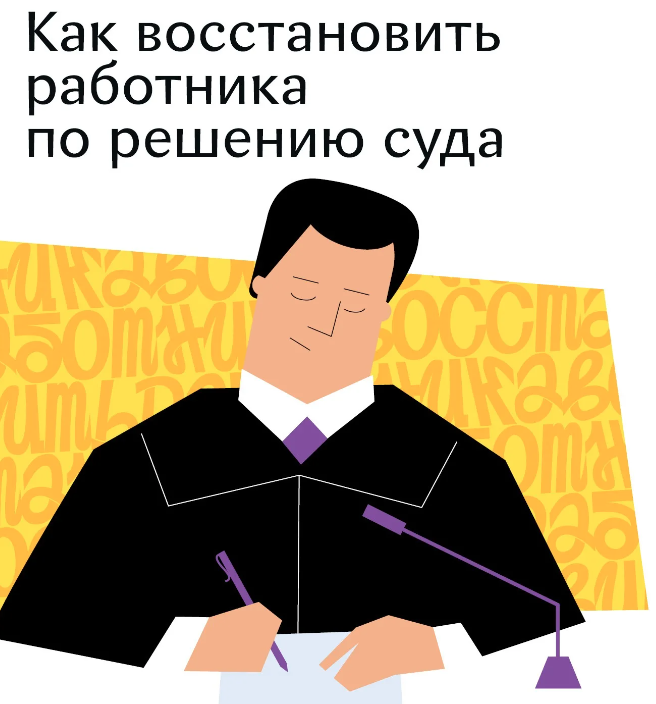 Как восстановить
работника
по решению суда